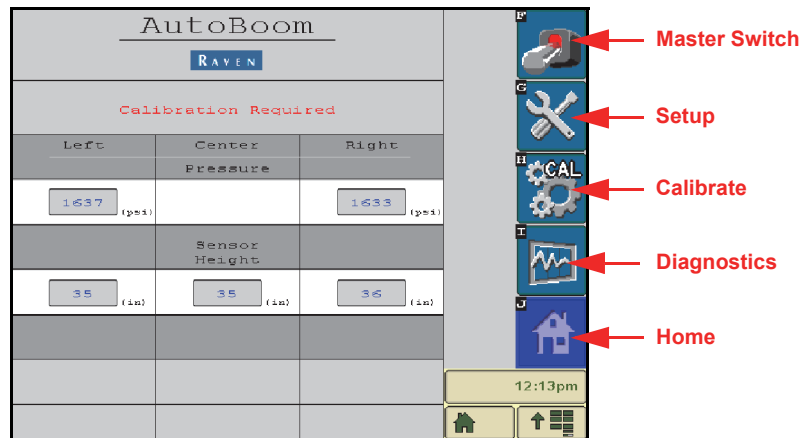 AutoBoom
RAVEN
Calibration Required
Left Center Right
Pressure
1637 (psi) 1633 (psi)
Sensor
Height
35 (in) 35 (in) 36 (in)
F
Master Switch
G
Setup
H
CAL
Calibrate
I
Diagnostics
J
Home
12:13pm